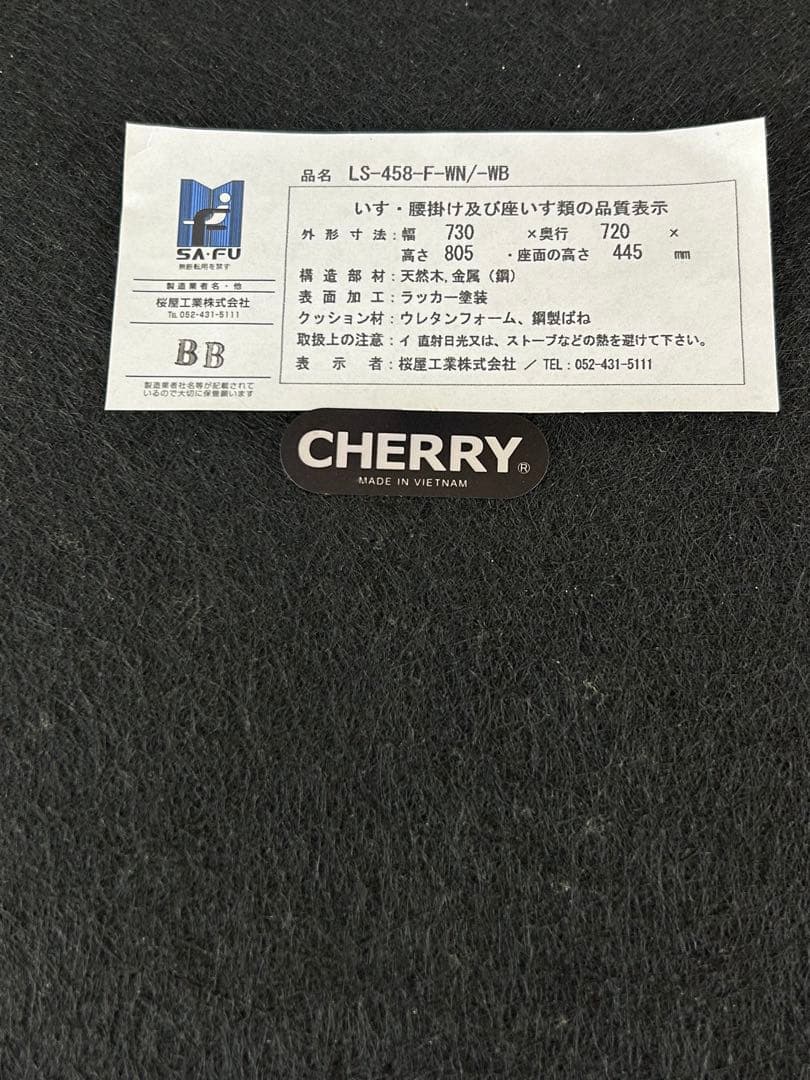 SA・FU
無断転用を禁ず
製造業者名・他
桜屋工業株式会社
TEL 052-431-5111
BB
製造業者社名等が記載されて
いるので大切に保管願います
品名 LS-458-F-WN/-WB
いす・腰掛け及び座いす類の品質表示
外形寸法:幅 730 ×奥行 720 ×
高さ 805 ・座面の高さ 445 mm
構造部材:天然木,金属(鋼)
表面加工:ラッカー塗装
クッション材:ウレタンフォーム、鋼製ばね
取扱上の注意:イ 直射日光又は、ストーブなどの熱を避けて下さい。
表示者:桜屋工業株式会社 / TEL:052-431-5111
CHERRY®
MADE IN VIETNAM